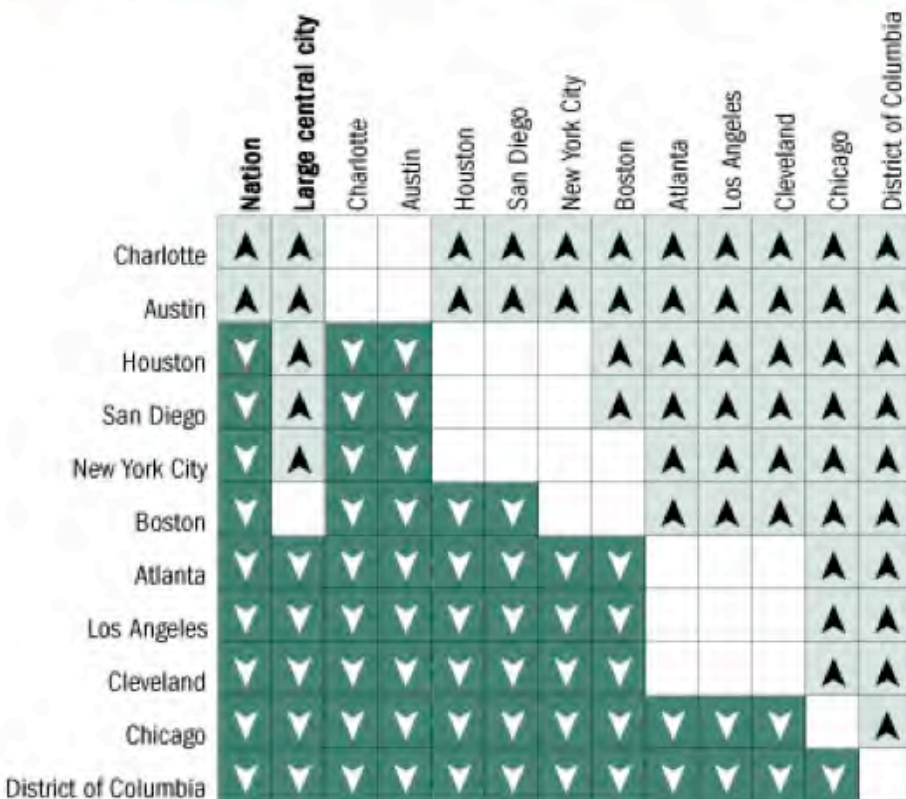 Nation
Large central city
Charlotte
Austin
Houston
San Diego
New York City
Boston
Atlanta
Los Angeles
Cleveland
Chicago
District of Columbia
Charlotte
Austin
Houston
San Diego
New York City
Boston
Atlanta
Los Angeles
Cleveland
Chicago
District of Columbia